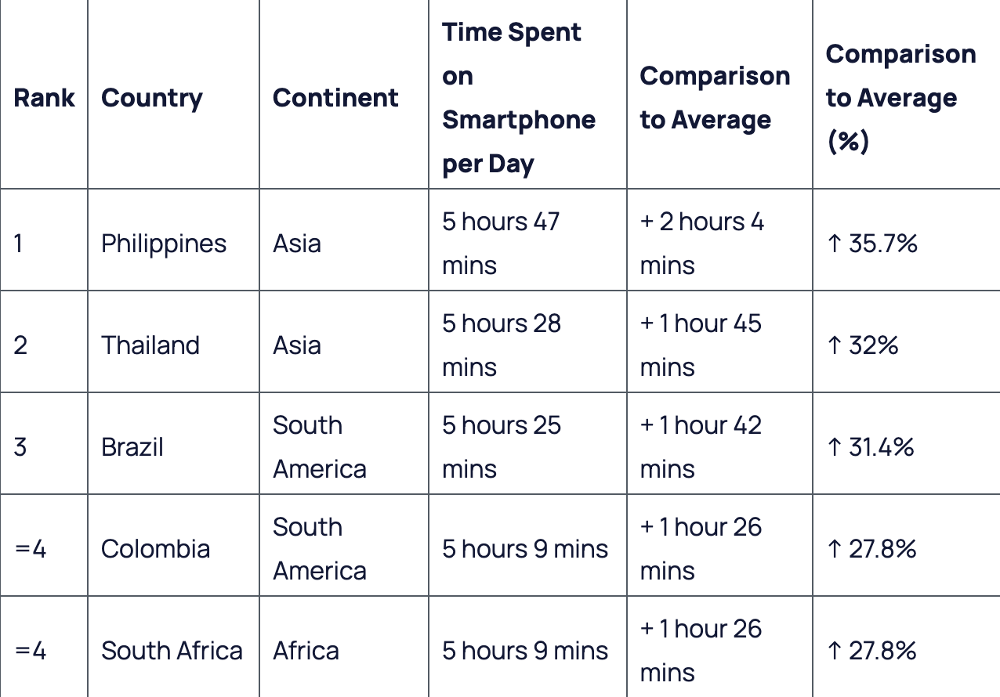 Rank
Country
Continent
Time Spent
on
Smartphone
per Day
Comparison
to Average
Comparison
to Average
(%)
1
Philippines
Asia
5 hours 47
mins
+ 2 hours 4
mins
↑ 35.7%
2
Thailand
Asia
5 hours 28
mins
+ 1 hour 45
mins
↑ 32%
3
Brazil
South
America
5 hours 25
mins
+ 1 hour 42
mins
↑ 31.4%
=4
Colombia
South
America
5 hours 9 mins
+ 1 hour 26
mins
↑ 27.8%
=4
South Africa
Africa
5 hours 9 mins
+ 1 hour 26
mins
↑ 27.8%